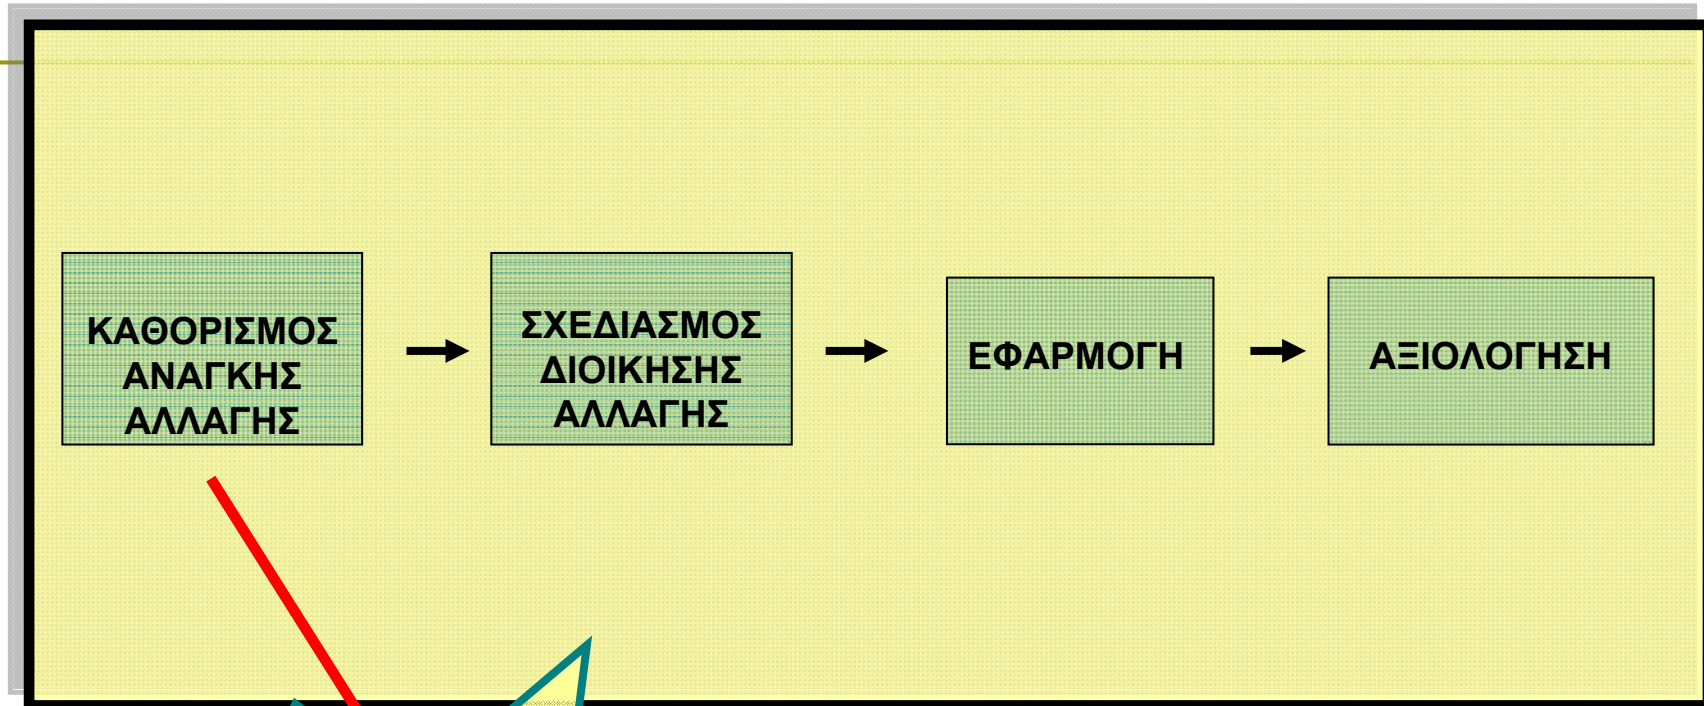 ΚΑΘΟΡΙΣΜΟΣ
ΑΝΑΓΚΗΣ
ΑΛΛΑΓΗΣ
ΣΧΕΔΙΑΣΜΟΣ
ΔΙΟΙΚΗΣΗΣ
ΑΛΛΑΓΗΣ
ΕΦΑΡΜΟΓΗ
ΑΞΙΟΛΟΓΗΣΗ